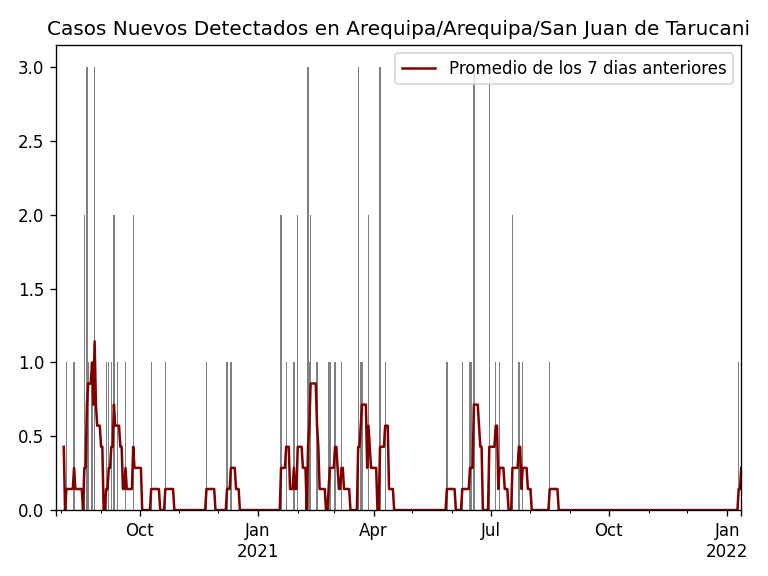 Casos Nuevos Detectados en Arequipa/Arequipa/San Juan de Tarucani
Promedio de los 7 dias anteriores
3.0
2.5
2.0
1.5
1.0
0.5
0.0
Oct Jan Apr Jul Oct Jan
2021 2022